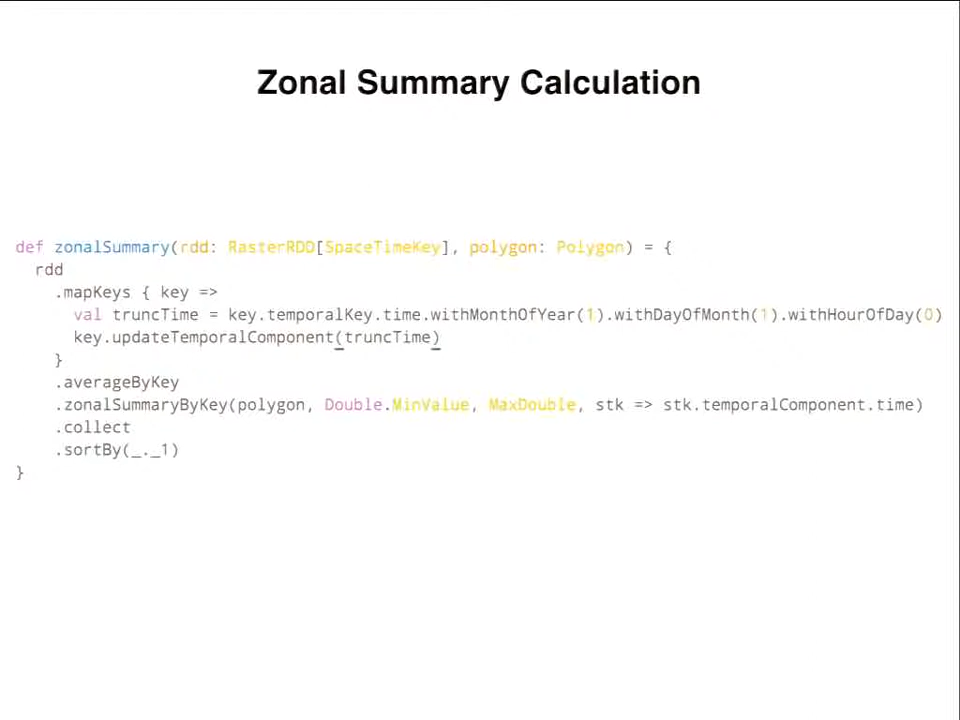 Zonal Summary Calculation
def zonalSummary(rdd: RasterRDD[SpaceTimeKey], polygon: Polygon) = {
rdd
.mapKeys { key =>
val truncTime = key.temporalKey.time.withMonthOfYear(1).withDayOfMonth(1).withHourOfDay(0)
key.updateTemporalComponent(truncTime)
}
.averageByKey
.zonalSummaryByKey(polygon, Double.MinValue, MaxDouble, stk => stk.temporalComponent.time)
.collect
.sortBy(_._1)
}